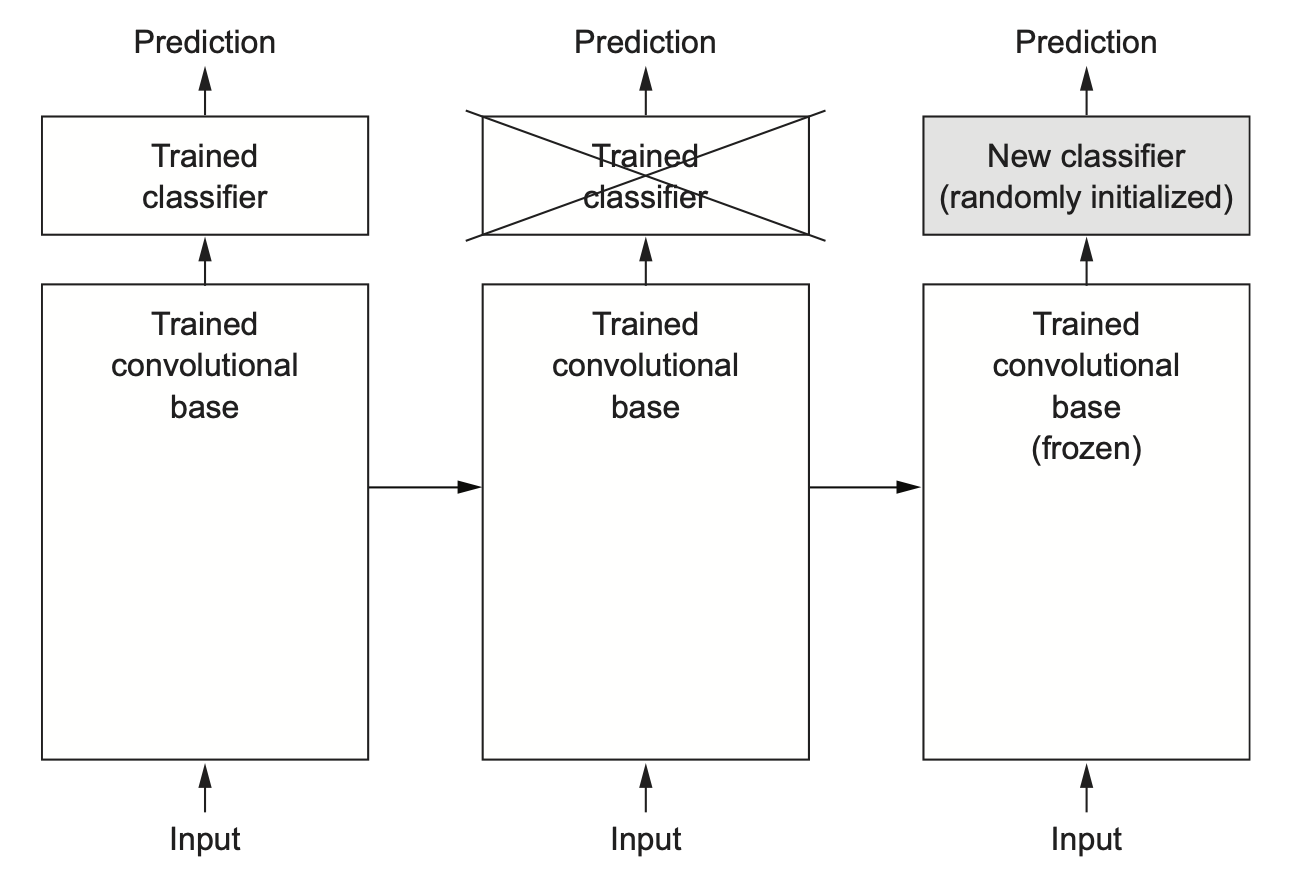 Prediction
Trained
classifier
Trained
convolutional
base
Input
Prediction
Trained
classifier
Trained
convolutional
base
Input
Prediction
New classifier
(randomly initialized)
Trained
convolutional
base
(frozen)
Input